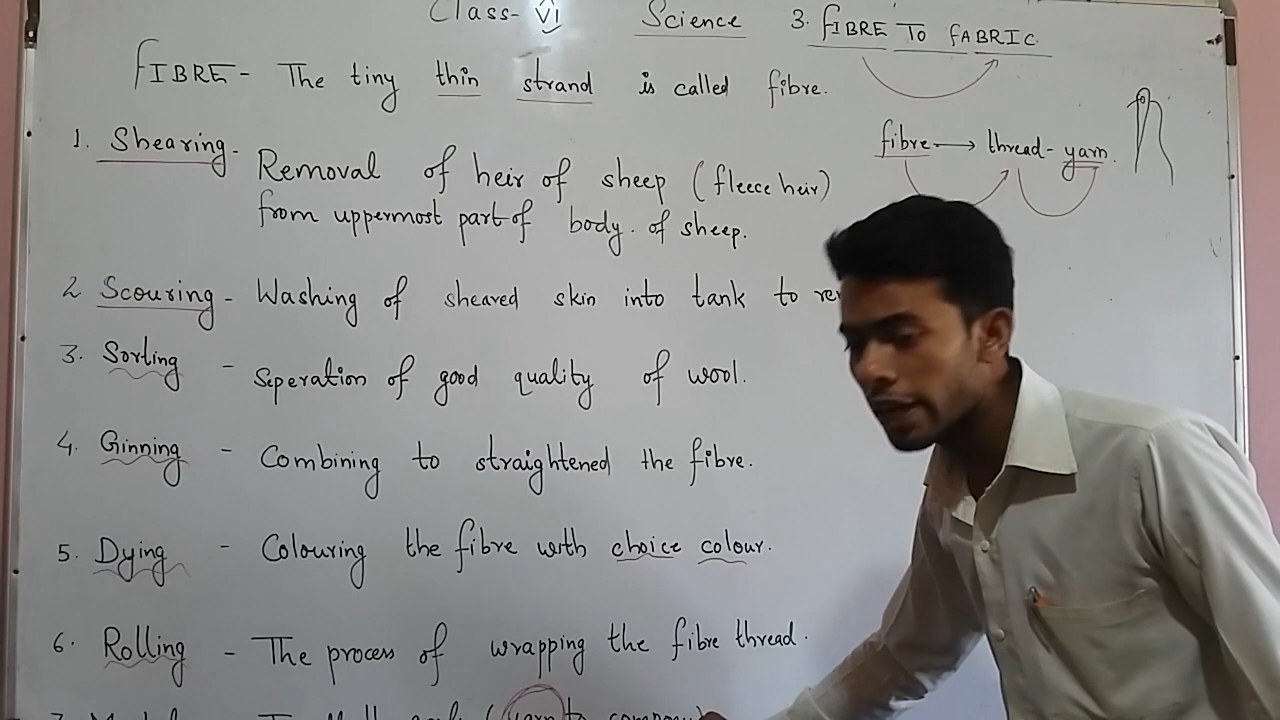 Class-VI Science 3. FIBRE TO FABRIC.
FIBRE - The tiny thin strand is called fibre.
fibre → thread - yarn.
1. Shearing - Removal of heir of sheep (fleece heir)
from uppermost part of body. of sheep.
2 Scouring - Washing of sheared skin into tank to
3. Sorting - Seperation of good quality of wool.
4. Ginning - Combining to straightened the fibre.
5. Dying - Colouring the fibre with choice colour.
6. Rolling - The process of wrapping the fibre thread.